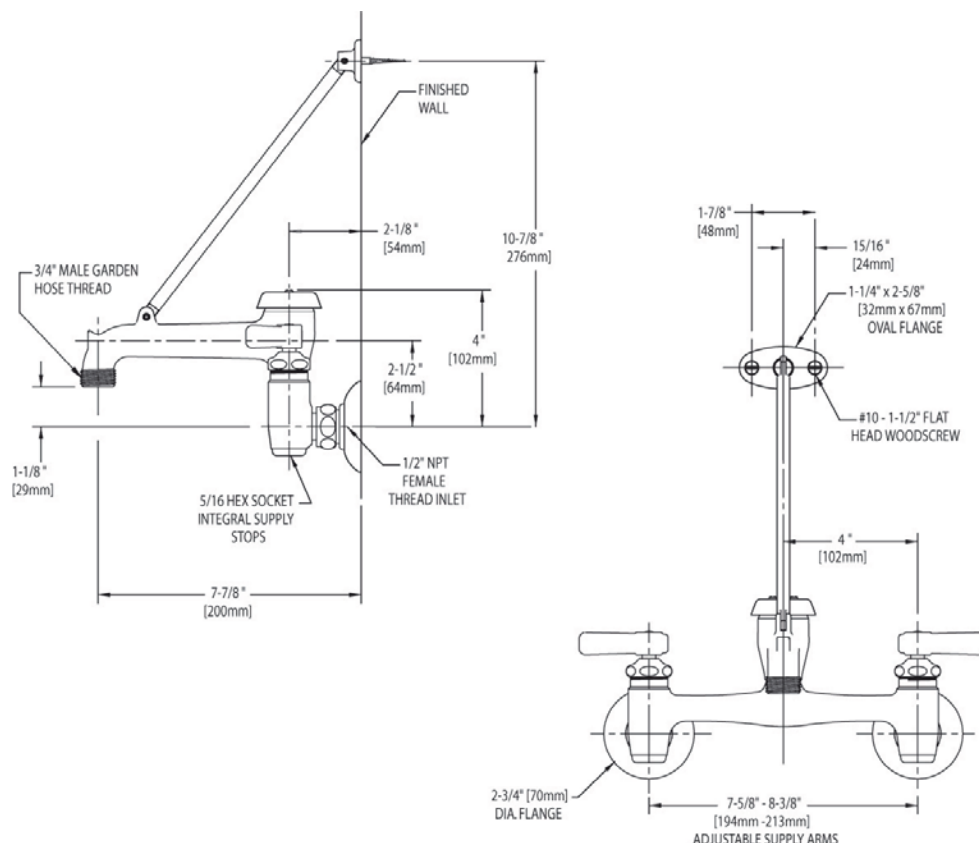 FINISHED
WALL
2-1/8"
[54mm]
10-7/8"
276mm]
3/4" MALE GARDEN
HOSE THREAD
4"
[102mm]
2-1/2"
[64mm]
1-1/8"
[29mm]
1/2" NPT
FEMALE
THREAD INLET
5/16 HEX SOCKET
INTEGRAL SUPPLY
STOPS
7-7/8"
[200mm]
1-7/8"
[48mm]
15/16"
[24mm]
1-1/4" x 2-5/8"
[32mm x 67mm]
OVAL FLANGE
#10 - 1-1/2" FLAT
HEAD WOODSCREW
4"
[102mm]
2-3/4" [70mm]
DIA. FLANGE
7-5/8" - 8-3/8"
[194mm -213mm]
ADJUSTABLE SUPPLY ARMS